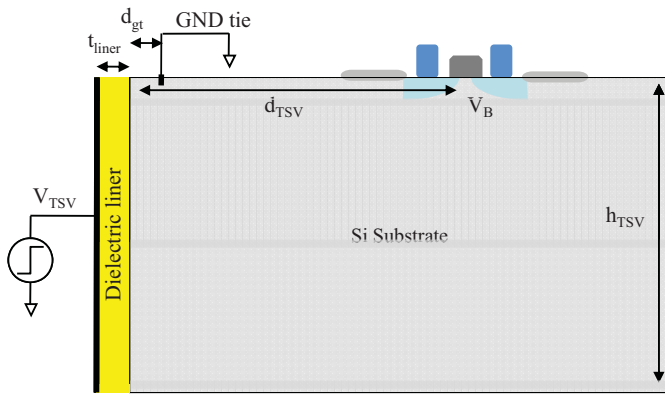 d_gt
GND tie
t_liner
d_TSV
V_B
V_TSV
Dielectric liner
h_TSV
Si Substrate